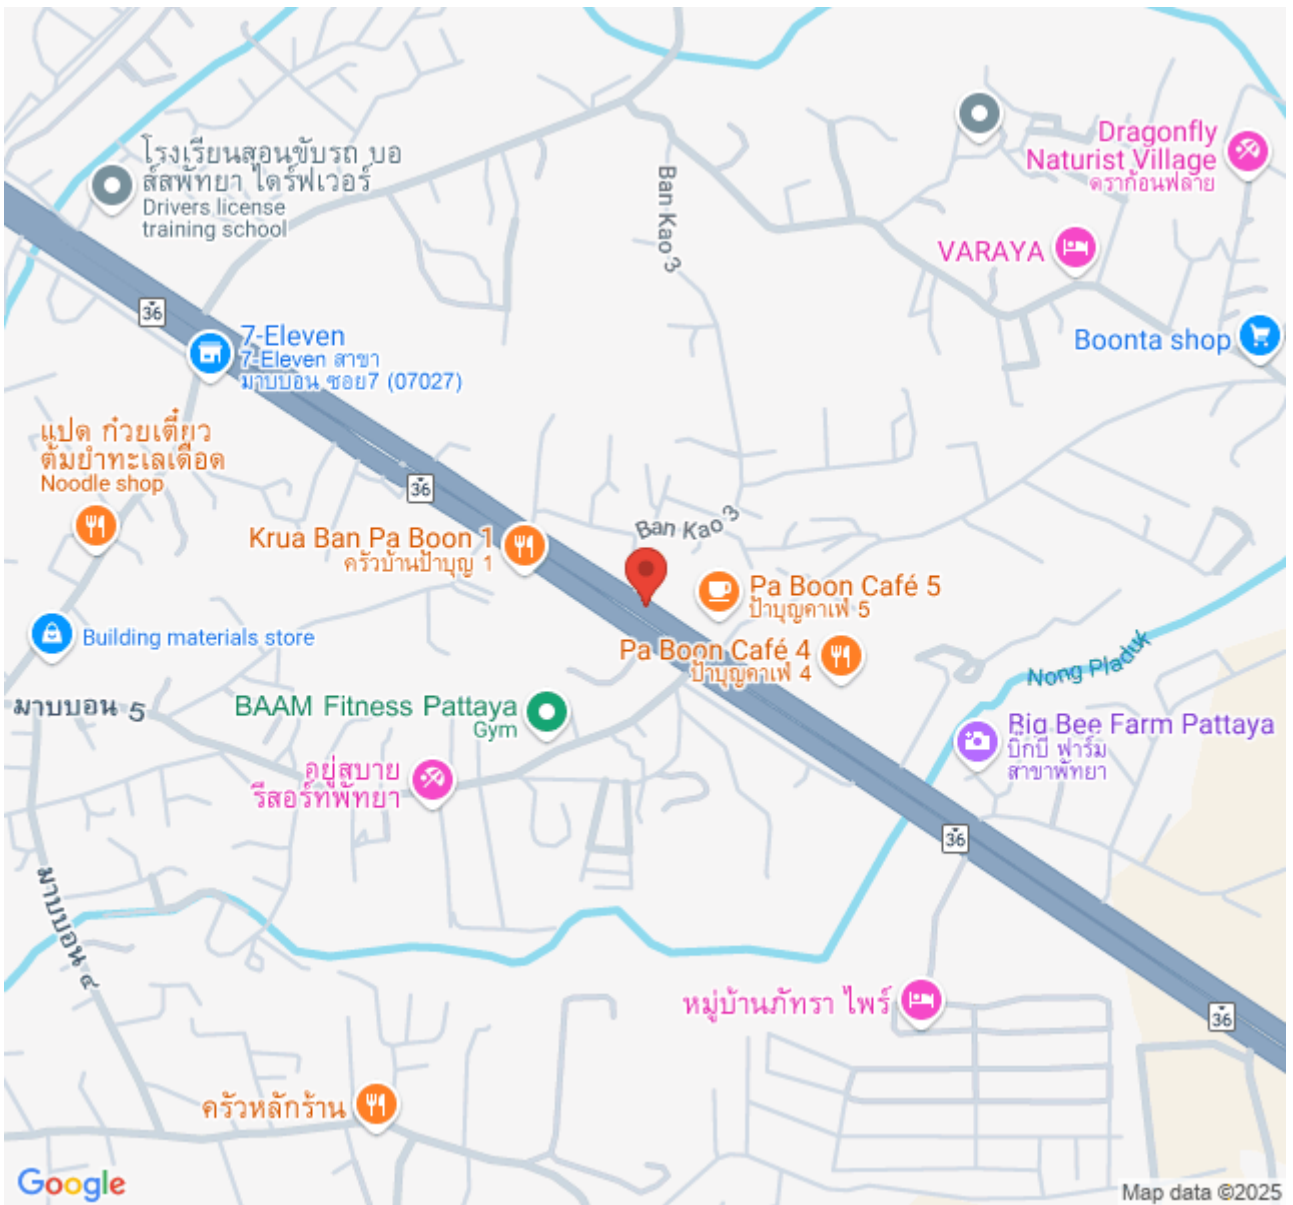 โรงเรียนสอนขับรถ บอ
ส์สพัทยา ไดร์ฟเวอร์
Drivers license
training school
Ban Kao 3
Dragonfly
Naturist Village
ดราก้อนฟลาย
VARAYA
Boonta shop
36
7-Eleven
7-Eleven สาขา
มาบบอน ซอย7 (07027)
แปด ก๋วยเตี๋ยว
ต้มยำทะเลเดือด
Noodle shop
36
Krua Ban Pa Boon 1
ครัวบ้านป้าบุญ 1
Ban Kao 3
Pa Boon Café 5
ป้าบุญคาเฟ่ 5
Pa Boon Café 4
ป้าบุญคาเฟ่ 4
Building materials store
Nong Pladuk
มาบบอน 5
BAAM Fitness Pattaya
Gym
Big Bee Farm Pattaya
บิ๊กบี ฟาร์ม
สาขาพัทยา
อยู่สบาย
รีสอร์ทพัทยา
36
มาบบอน ๔
หมู่บ้านภัทรา ไพร์
36
ครัวหลักร้าน
Google
Map data ©2025